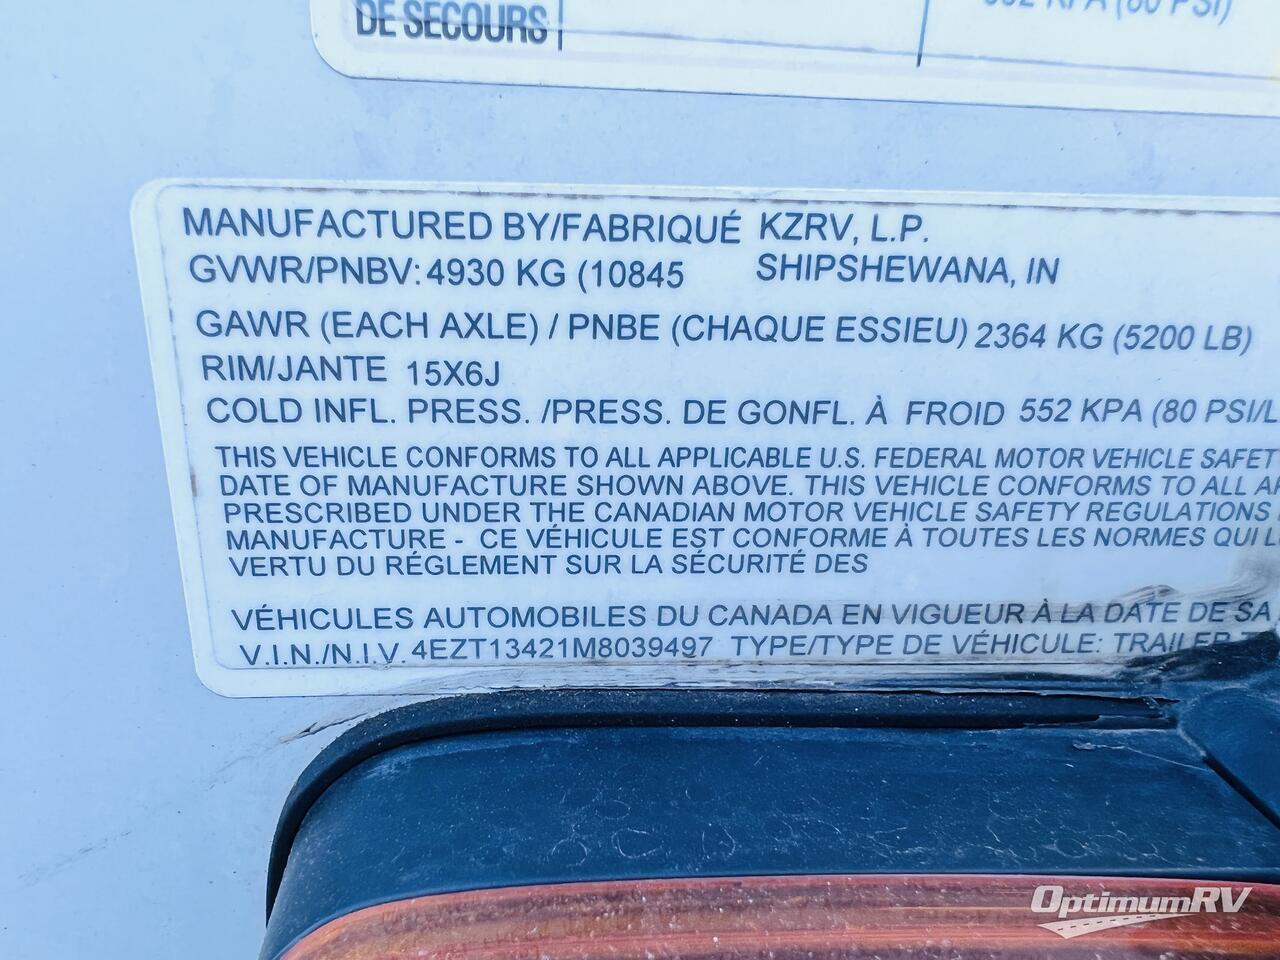 DE SECOURS
552 KPA (80 PSI)
MANUFACTURED BY/FABRIQUÉ KZRV, L.P.
GVWR/PNBV: 4930 KG (10845 SHIPSHEWANA, IN
GAWR (EACH AXLE) / PNBE (CHAQUE ESSIEU) 2364 KG (5200 LB)
RIM/JANTE 15X6J
COLD INFL. PRESS. /PRESS. DE GONFL. À FROID 552 KPA (80 PSI/L
THIS VEHICLE CONFORMS TO ALL APPLICABLE U.S. FEDERAL MOTOR VEHICLE SAFET
DATE OF MANUFACTURE SHOWN ABOVE. THIS VEHICLE CONFORMS TO ALL AP
PRESCRIBED UNDER THE CANADIAN MOTOR VEHICLE SAFETY REGULATIONS
MANUFACTURE - CE VÉHICULE EST CONFORME À TOUTES LES NORMES QUI L
VERTU DU RÉGLEMENT SUR LA SÉCURITÉ DES
VÉHICULES AUTOMOBILES DU CANADA EN VIGUEUR À LA DATE DE SA
V.I.N./N.I.V. 4EZT13421M8039497 TYPE/TYPE DE VÉHICULE: TRAILER T
OptimumRV